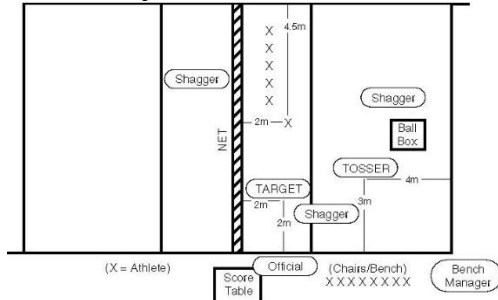 X 4.5m
X
X
X
X
Shagger
Shagger
2m X
NET
Ball
Box
TOSSER
4m
TARGET
3m
2m
2m
Shagger
(X = Athlete)
Official
(Chairs/Bench)
X X X X X X X X
Bench
Manager
Score
Table